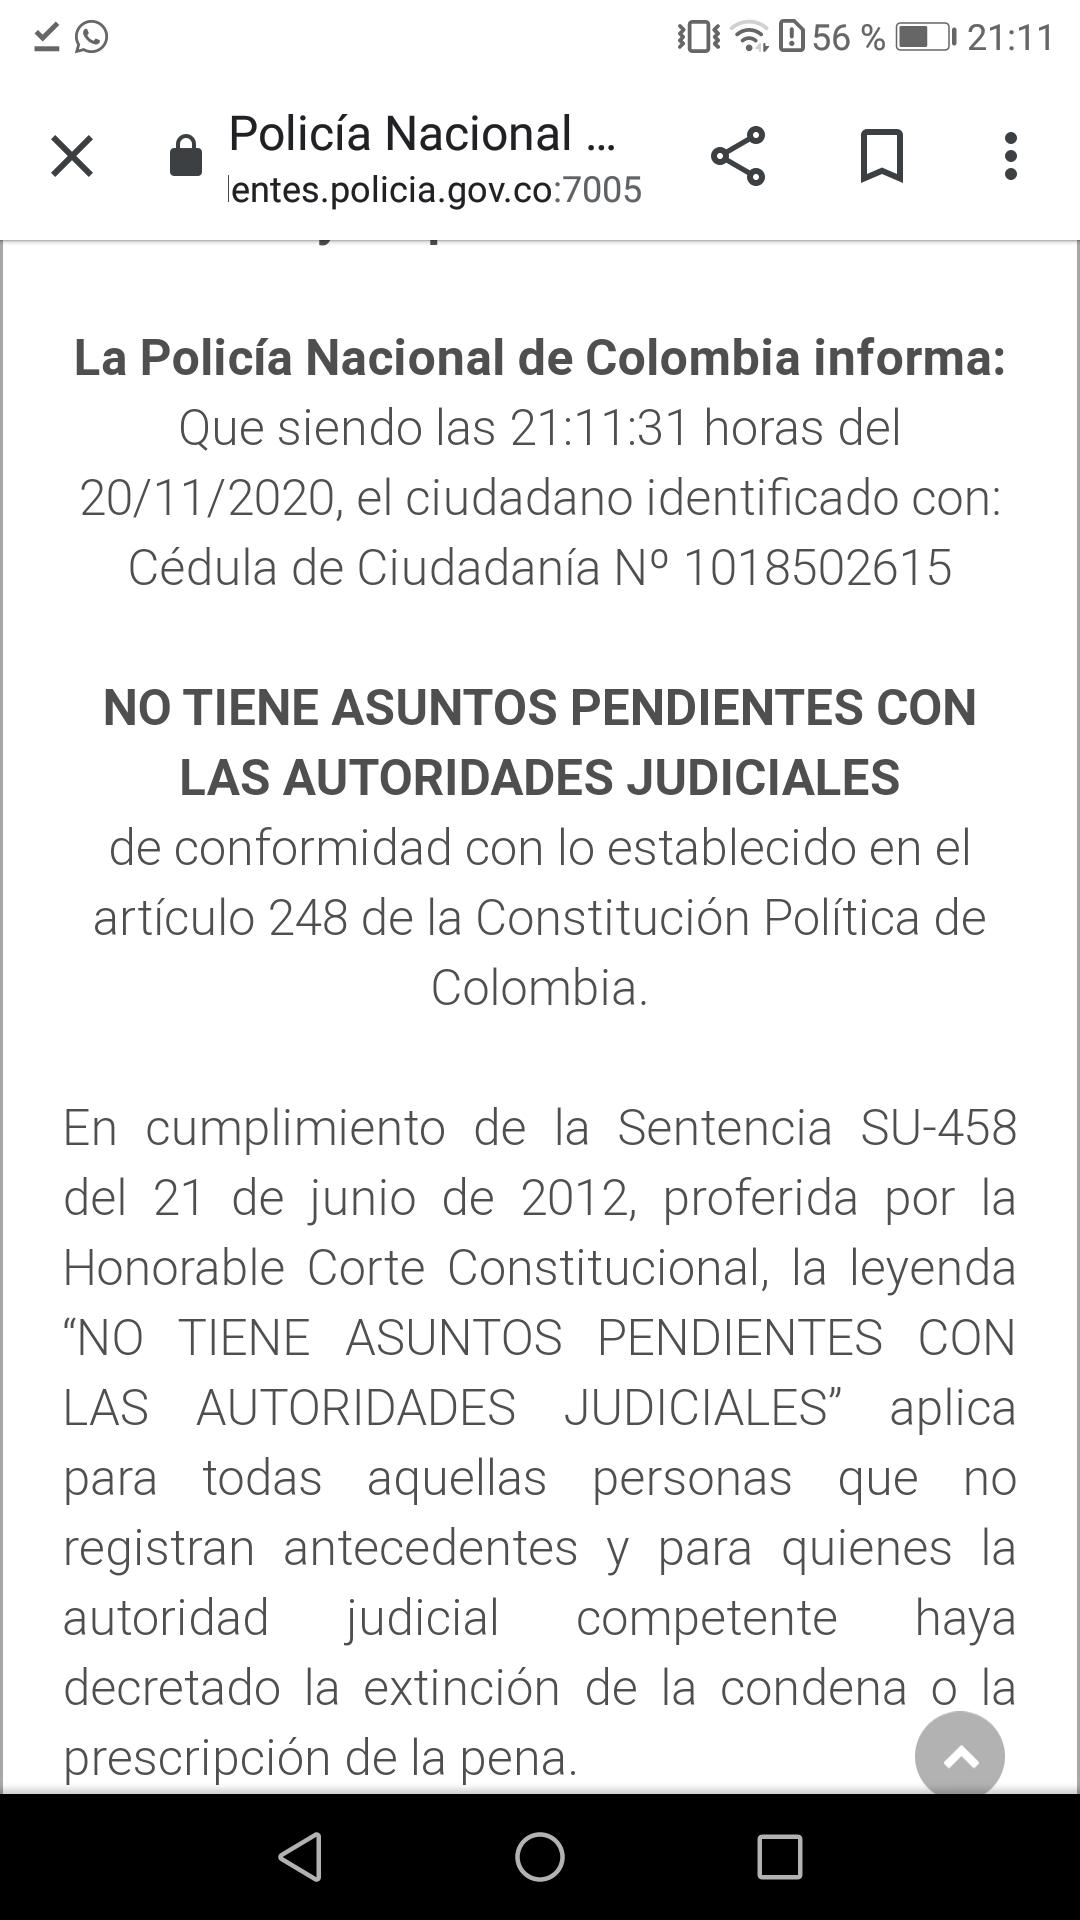 56 % 21:11
Policía Nacional ...
entes.policia.gov.co:7005
La Policía Nacional de Colombia informa:
Que siendo las 21:11:31 horas del
20/11/2020, el ciudadano identificado con:
Cédula de Ciudadanía Nº 1018502615
NO TIENE ASUNTOS PENDIENTES CON
LAS AUTORIDADES JUDICIALES
de conformidad con lo establecido en el
artículo 248 de la Constitución Política de
Colombia.
En cumplimiento de la Sentencia SU-458
del 21 de junio de 2012, proferida por la
Honorable Corte Constitucional, la leyenda
“NO TIENE ASUNTOS PENDIENTES CON
LAS AUTORIDADES JUDICIALES” aplica
para todas aquellas personas que no
registran antecedentes y para quienes la
autoridad judicial competente haya
decretado la extinción de la condena o la
prescripción de la pena.